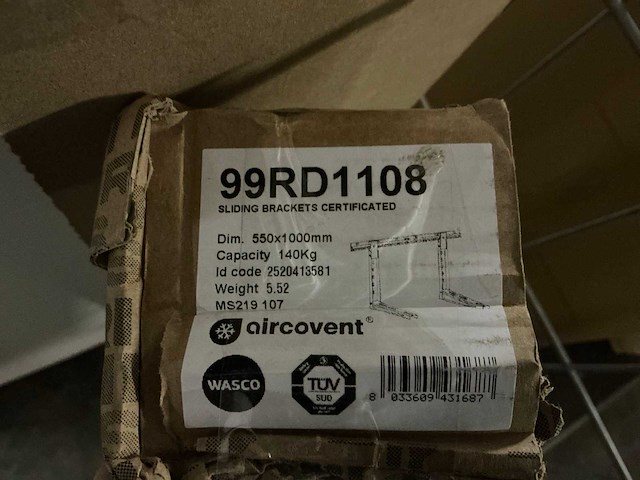 99RD1108
SLIDING BRACKETS CERTIFICATED
Dim. 550x1000mm
Capacity 140Kg
Id code 2520413581
Weight 5.52
MS219 107
aircovent®
WASCO
TÜV
SUD
8 033609 431687